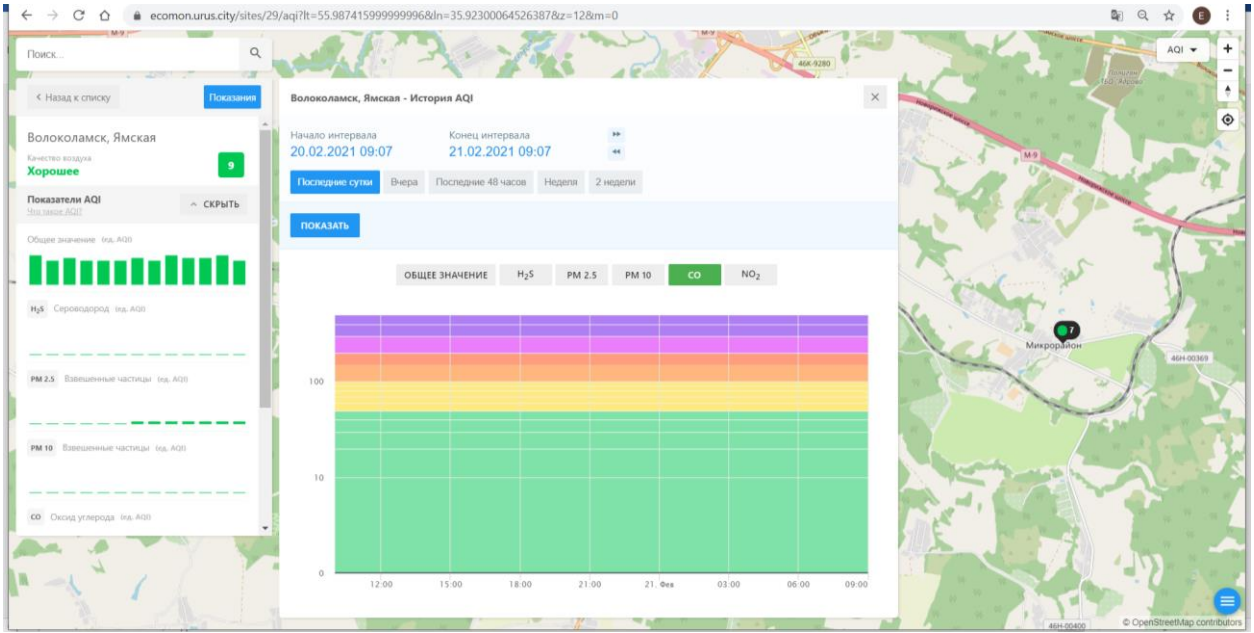 ecomon.urus.city/sites/29/aqi?lt=55.987415999999996&ln=35.92300064526387&z=12&m=0
E
Поиск...
Назад к списку
Показания
Волоколамск, Ямская
Качество воздуха
Хорошее
9
Показатели AQI
Что такое AQI?
СКРЫТЬ
Общее значение (ед. AQI)
H₂S Сероводород (ед. AQI)
PM 2.5 Взвешенные частицы (ед. AQI)
PM 10 Взвешенные частицы (ед. AQI)
CO Оксид углерода (ед. AQI)
Волоколамск, Ямская - История AQI
Начало интервала
20.02.2021 09:07
Конец интервала
21.02.2021 09:07
Последние сутки
Вчера
Последние 48 часов
Неделя
2 недели
ПОКАЗАТЬ
ОБЩЕЕ ЗНАЧЕНИЕ
H₂S
PM 2.5
PM 10
CO
NO₂
100
10
0
12:00
15:00
18:00
21:00
21. Фев
03:00
06:00
09:00
AQI
M-9
M-9
46К-9280
M-9
Новорижское шоссе
7
Микрорайон
46Н-00369
46Н-00400
© OpenStreetMap contributors